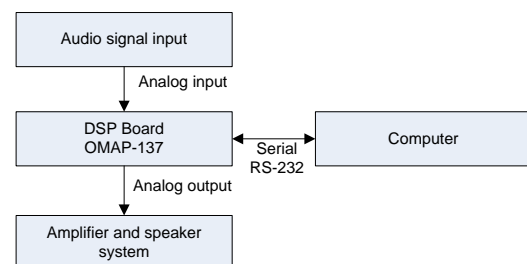 Audio signal input
Analog input
DSP Board
OMAP-137
Serial
RS-232
Computer
Analog output
Amplifier and speaker
system